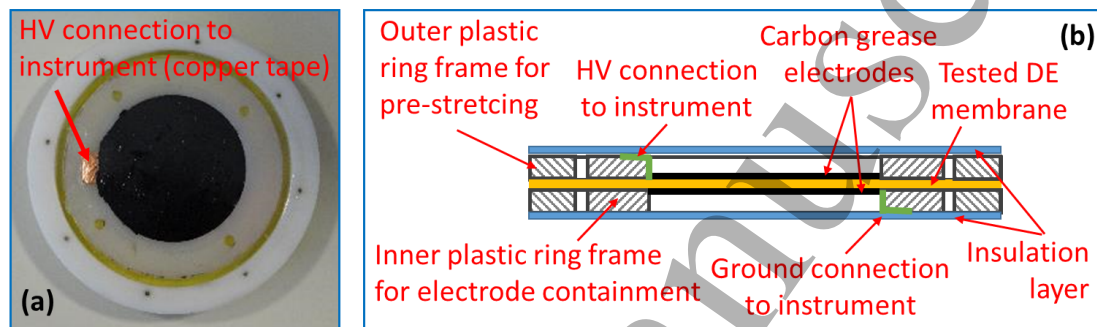 HV connection to
instrument (copper tape)
(a)
Outer plastic
ring frame for
pre-stretcing
HV connection
to instrument
Carbon grease
electrodes
Tested DE
membrane
(b)
Inner plastic ring frame
for electrode containment
Ground connection
to instrument
Insulation
layer